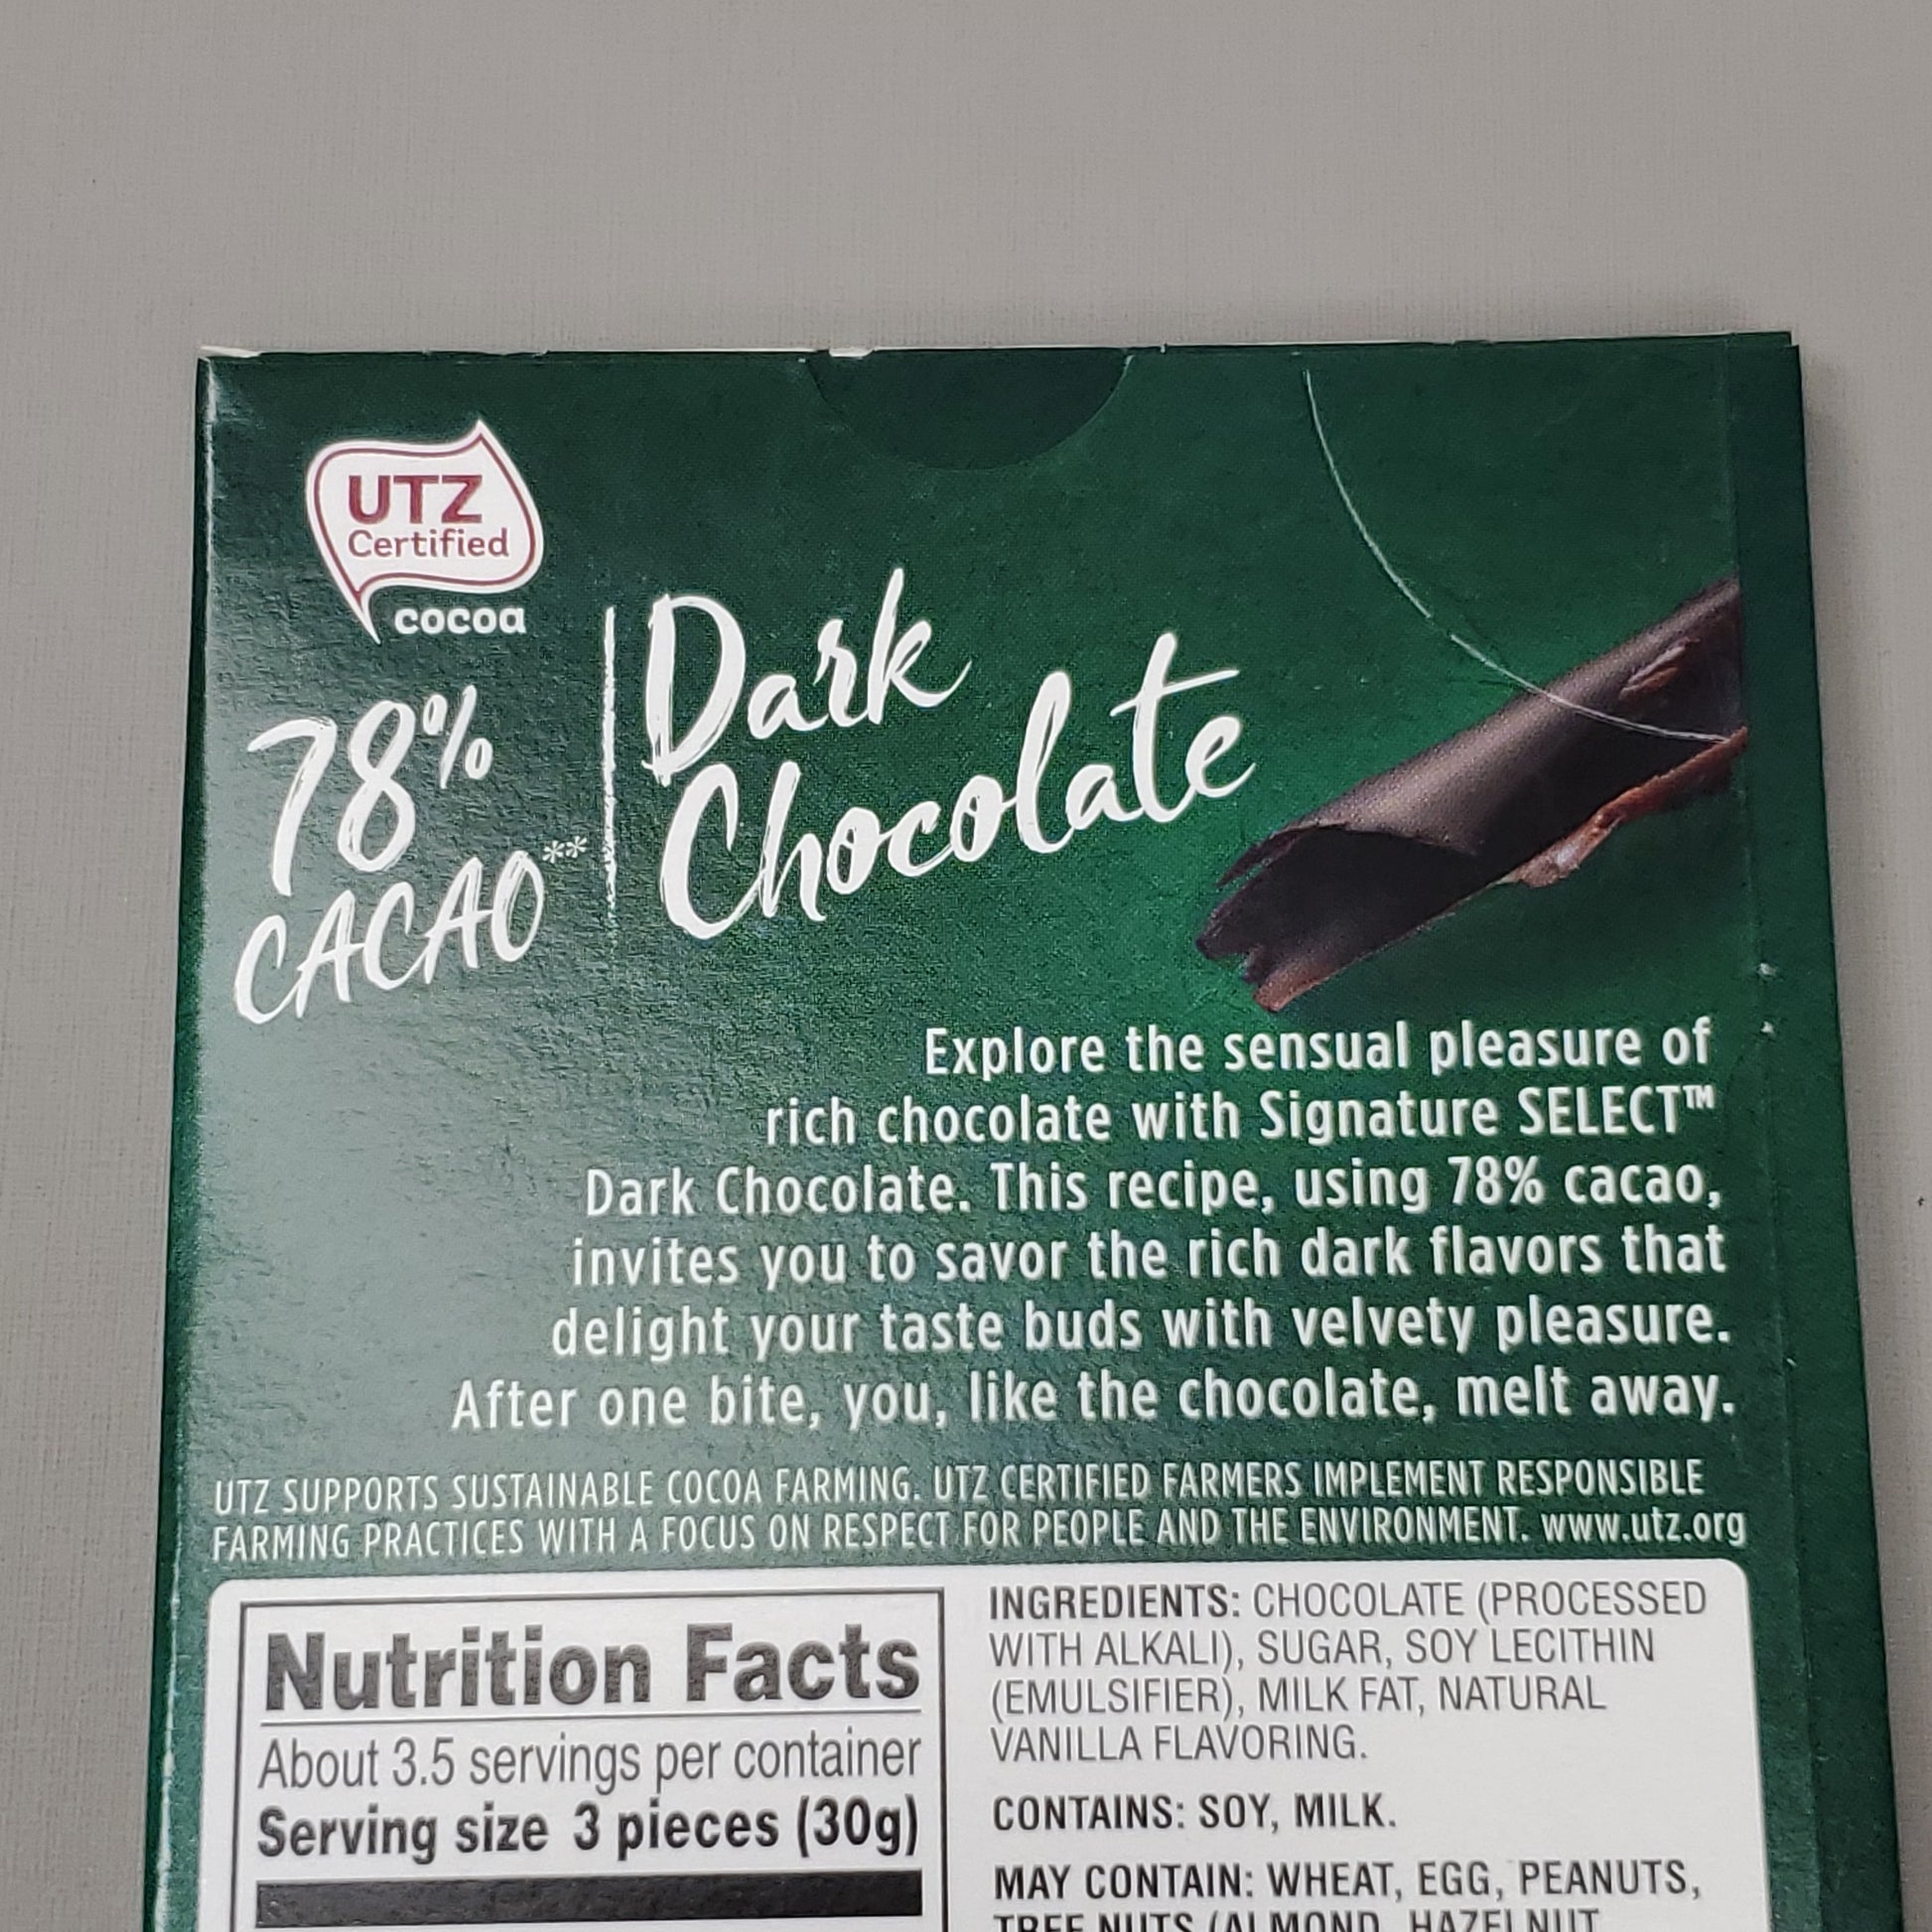 UTZ
Certified
cocoa
78%
CACAO**
Dark
Chocolate
Explore the sensual pleasure of
rich chocolate with Signature SELECT™
Dark Chocolate. This recipe, using 78% cacao,
invites you to savor the rich dark flavors that
delight your taste buds with velvety pleasure.
After one bite, you, like the chocolate, melt away.
UTZ SUPPORTS SUSTAINABLE COCOA FARMING. UTZ CERTIFIED FARMERS IMPLEMENT RESPONSIBLE
FARMING PRACTICES WITH A FOCUS ON RESPECT FOR PEOPLE AND THE ENVIRONMENT. www.utz.org
Nutrition Facts
About 3.5 servings per container
Serving size 3 pieces (30g)
INGREDIENTS: CHOCOLATE (PROCESSED
WITH ALKALI), SUGAR, SOY LECITHIN
(EMULSIFIER), MILK FAT, NATURAL
VANILLA FLAVORING.
CONTAINS: SOY, MILK.
MAY CONTAIN: WHEAT, EGG, PEANUTS,
TREE NUTS (ALMOND, HAZELNUT,